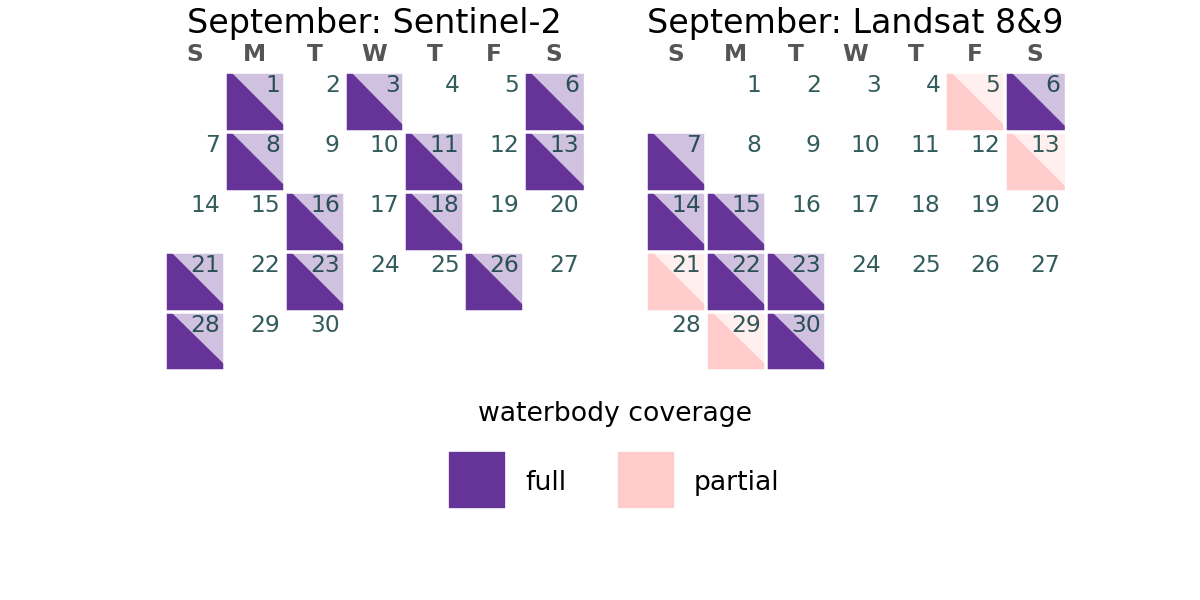 September: Sentinel-2
S M T W T F S
1 2 3 4 5 6
7 8 9 10 11 12 13
14 15 16 17 18 19 20
21 22 23 24 25 26 27
28 29 30
September: Landsat 8&9
S M T W T F S
1 2 3 4 5 6
7 8 9 10 11 12 13
14 15 16 17 18 19 20
21 22 23 24 25 26 27
28 29 30
waterbody coverage
full partial